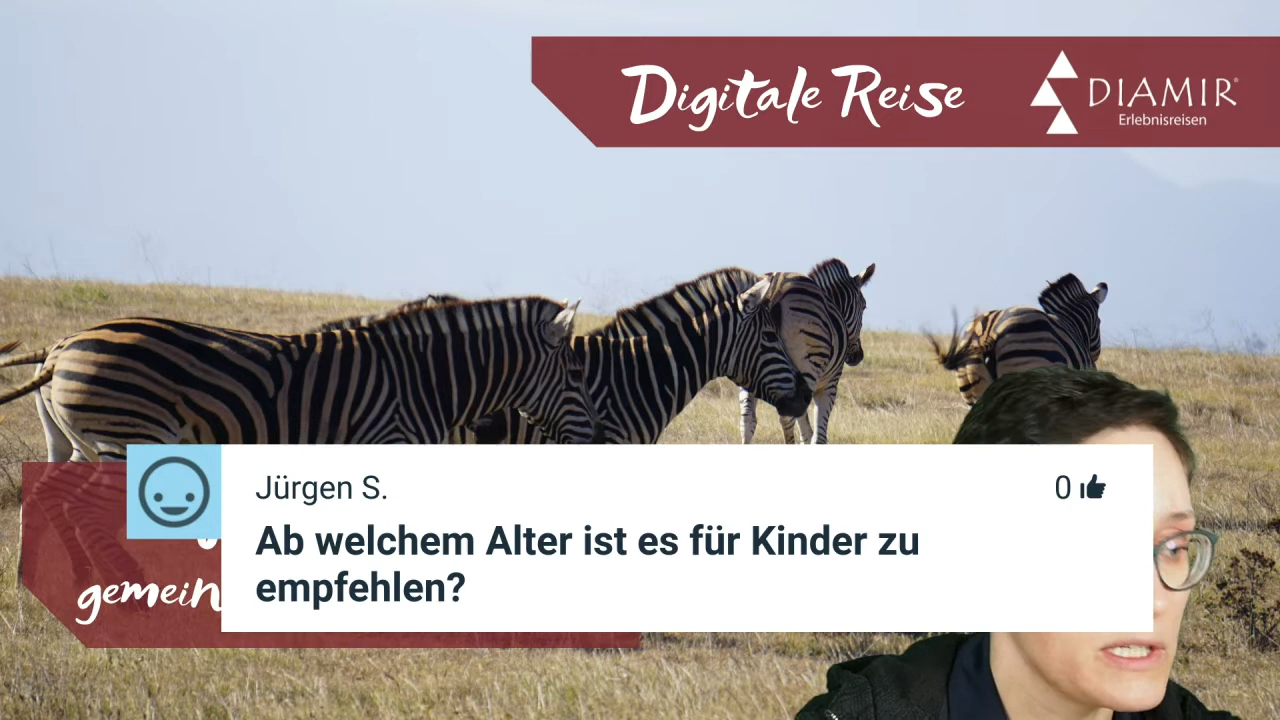 Digitale Reise
DIAMIR®
Erlebnisreisen
Jürgen S.
0
Ab welchem Alter ist es für Kinder zu
empfehlen?